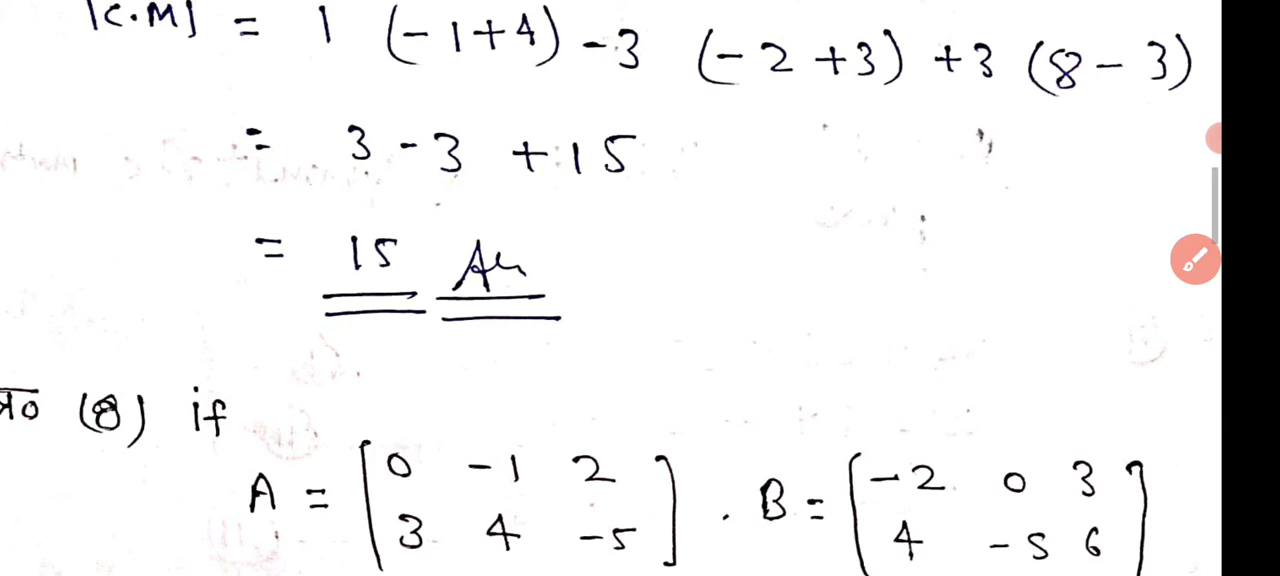 |C.M| = 1 (-1+4) -3 (-2+3) +3 (8-3)
= 3 -3 +15
= 15 Ans
प्र० (8) if
A = [0 -1 2
3 4 -5] . B = [-2 0 3
4 -5 6]